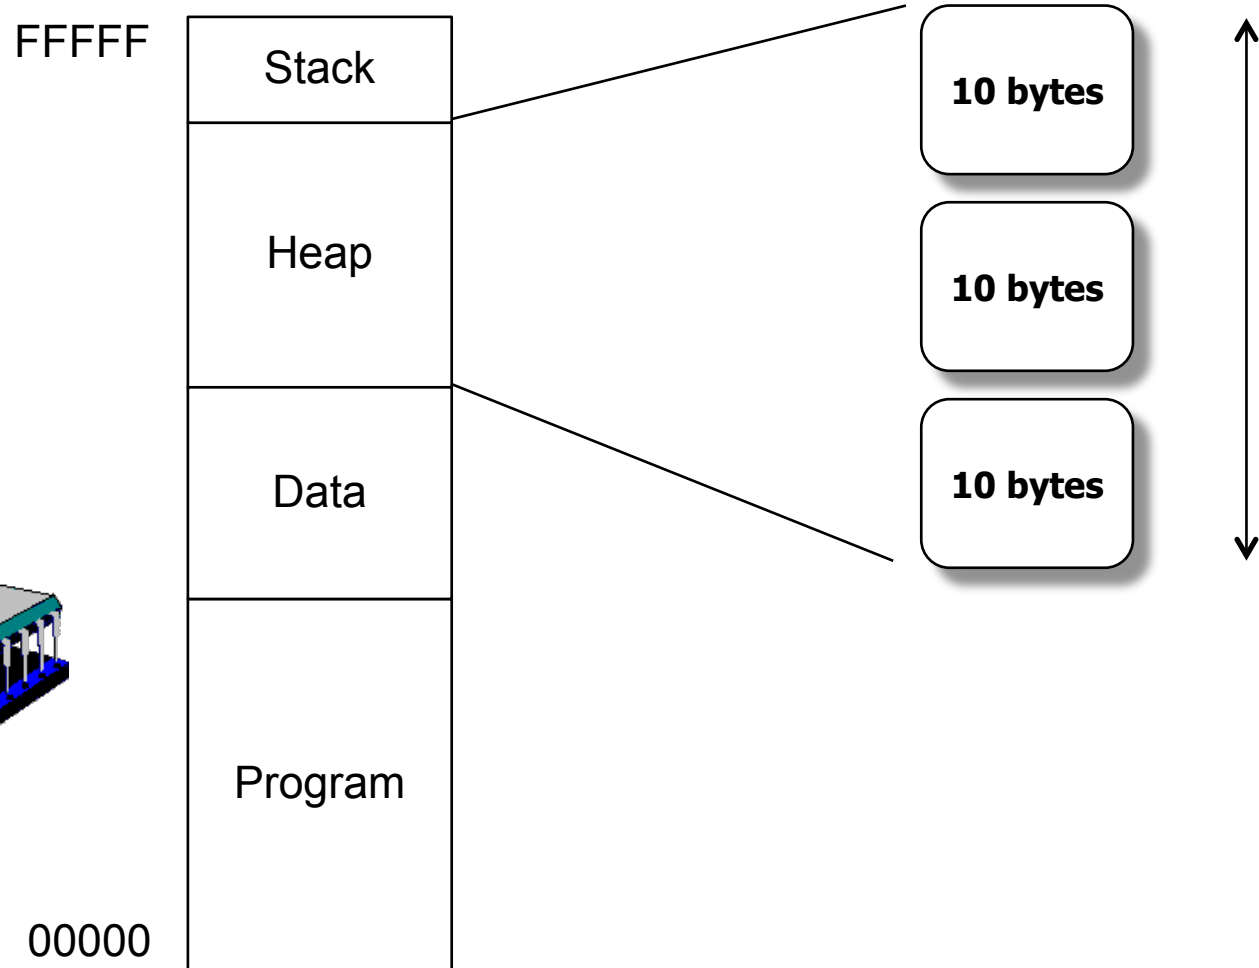 FFFFF
Stack
Heap
Data
Program
00000
10 bytes
10 bytes
10 bytes